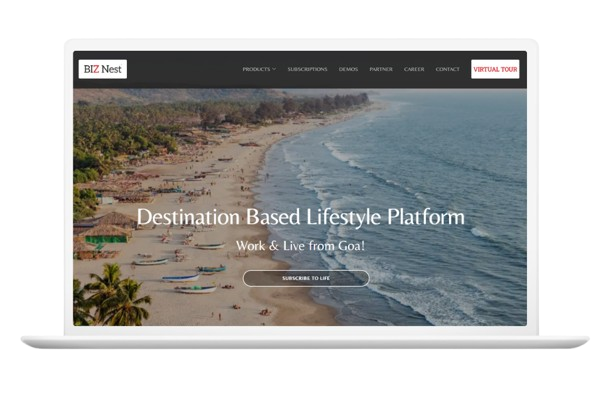 BIZ Nest
PRODUCTS
SUBSCRIPTIONS
DEMOS
PARTNER
CAREER
CONTACT
VIRTUAL TOUR
Destination Based Lifestyle Platform
Work & Live from Goa!
SUBSCRIBE TO LIFE